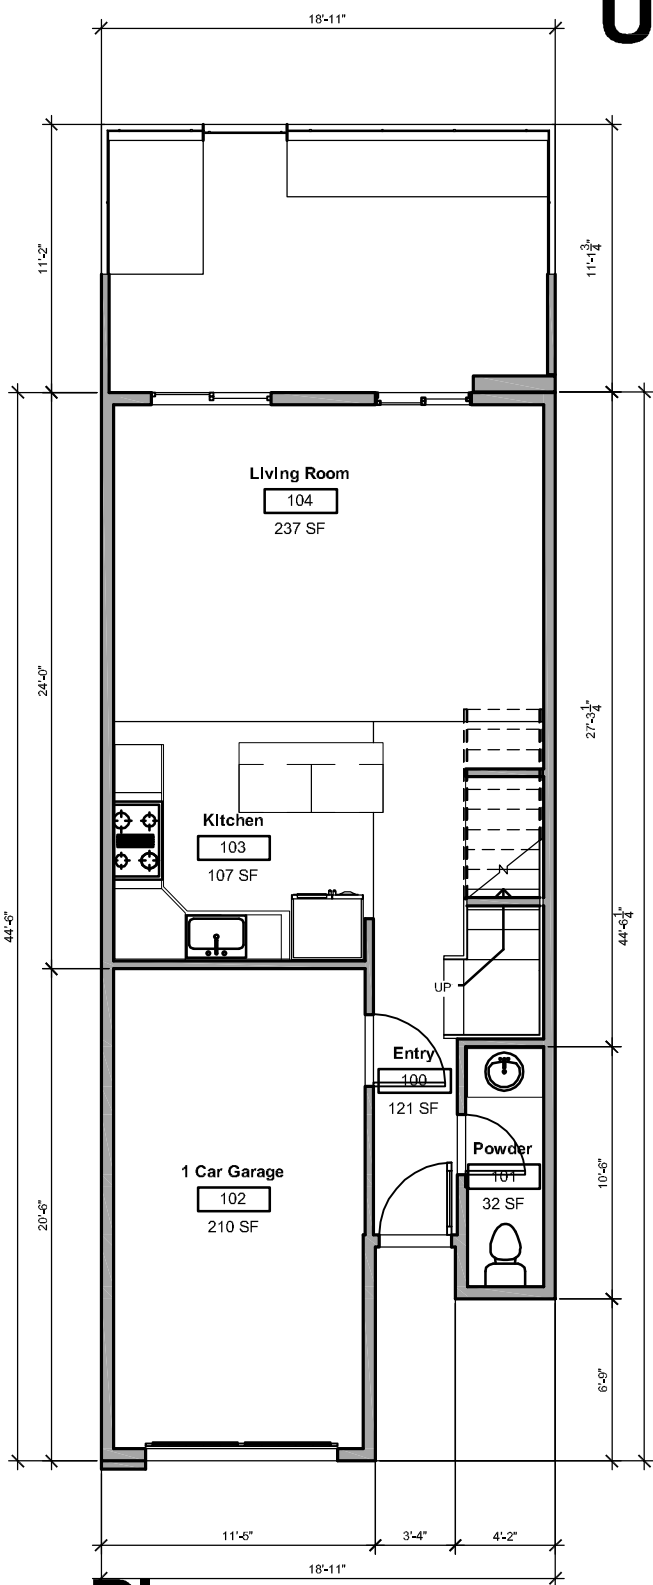 18'-11"
U
11'-2"
11'-1 3/4"
Living Room
104
237 SF
24'-0"
27'-3 1/4"
Kitchen
103
107 SF
44'-6"
44'-6 1/4"
UP
Entry
100
121 SF
Powder
101
32 SF
1 Car Garage
102
210 SF
20'-6"
10'-6"
6'-9"
11'-5"
3'-4"
4'-2"
18'-11"